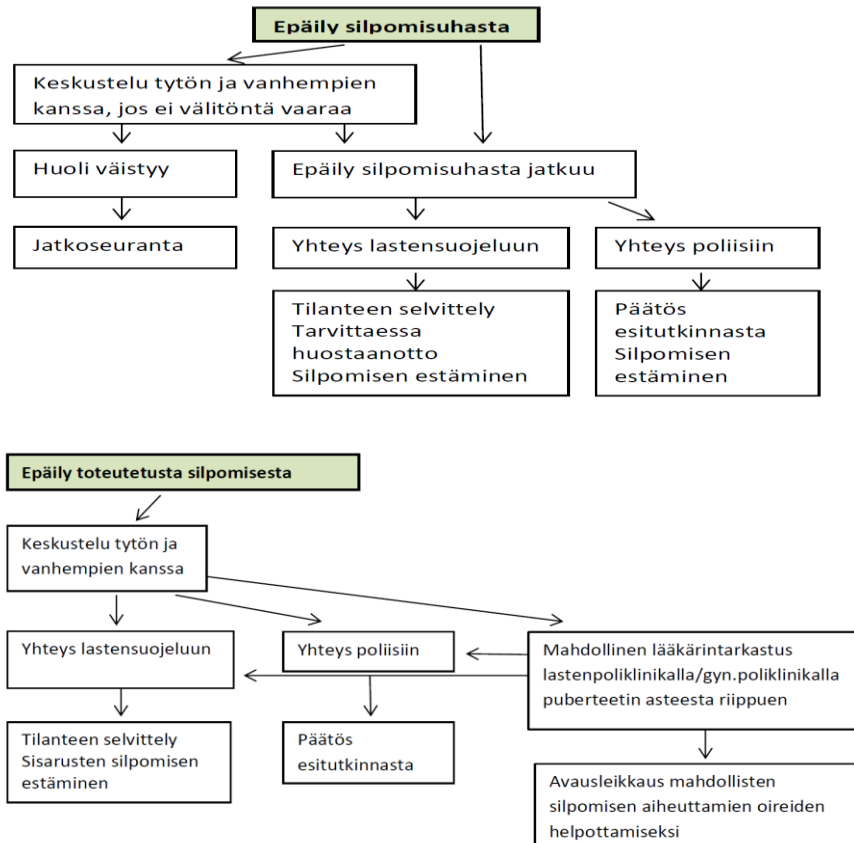 Epäily silpomisuhasta
Keskustelu tytön ja vanhempien
kanssa, jos ei välitöntä vaaraa
Huoli väistyy
Epäily silpomisuhasta jatkuu
Jatkoseuranta
Yhteys lastensuojeluun
Yhteys poliisiin
Tilanteen selvittely
Tarvittaessa
huostaanotto
Silpomisen estäminen
Päätös
esitutkinnasta
Silpomisen
estäminen
Epäily toteutetusta silpomisesta
Keskustelu tytön ja
vanhempien kanssa
Yhteys lastensuojeluun
Yhteys poliisiin
Mahdollinen lääkärintarkastus
lastenpoliklinikalla/gyn.poliklinikalla
puberteetin asteesta riippuen
Tilanteen selvittely
Sisarusten silpomisen
estäminen
Päätös
esitutkinnasta
Avausleikkaus mahdollisten
silpomisen aiheuttamien oireiden
helpottamiseksi